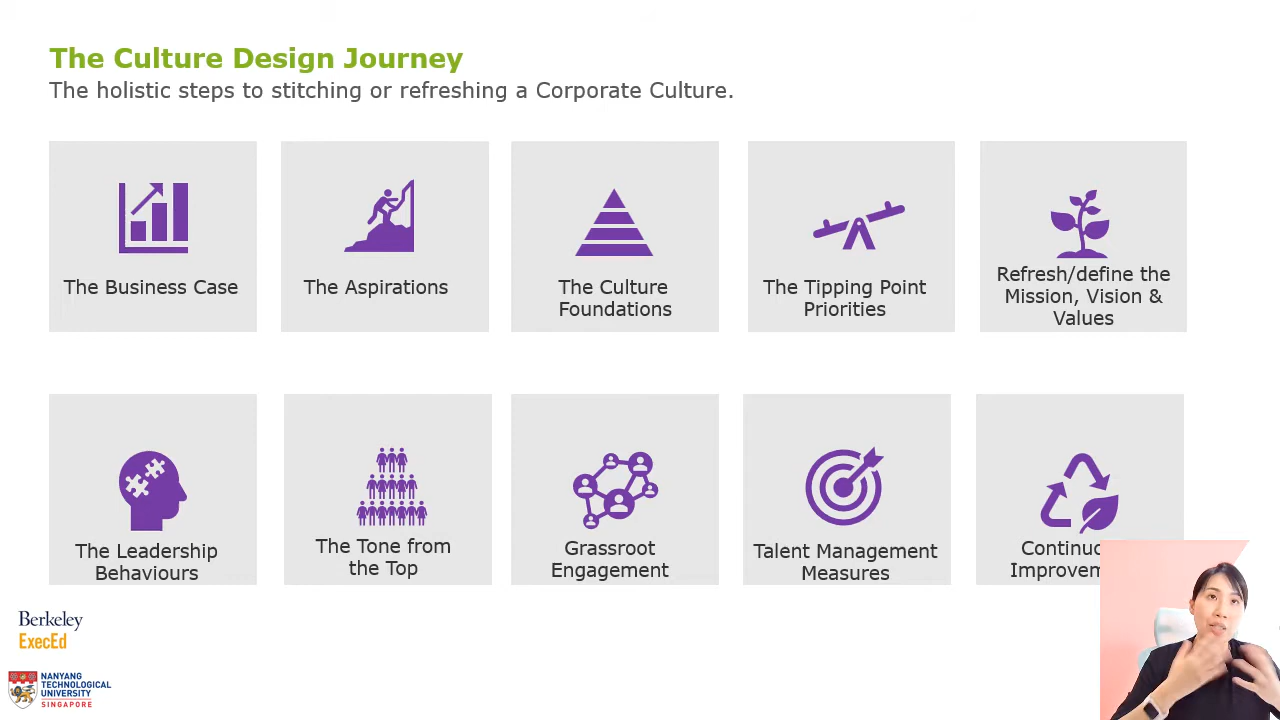 The Culture Design Journey
The holistic steps to stitching or refreshing a Corporate Culture.
The Business Case
The Aspirations
The Culture
Foundations
The Tipping Point
Priorities
Refresh/define the
Mission, Vision &
Values
The Leadership
Behaviours
The Tone from
the Top
Grassroot
Engagement
Talent Management
Measures
Berkeley
ExecEd
NANYANG
TECHNOLOGICAL
UNIVERSITY
SINGAPORE